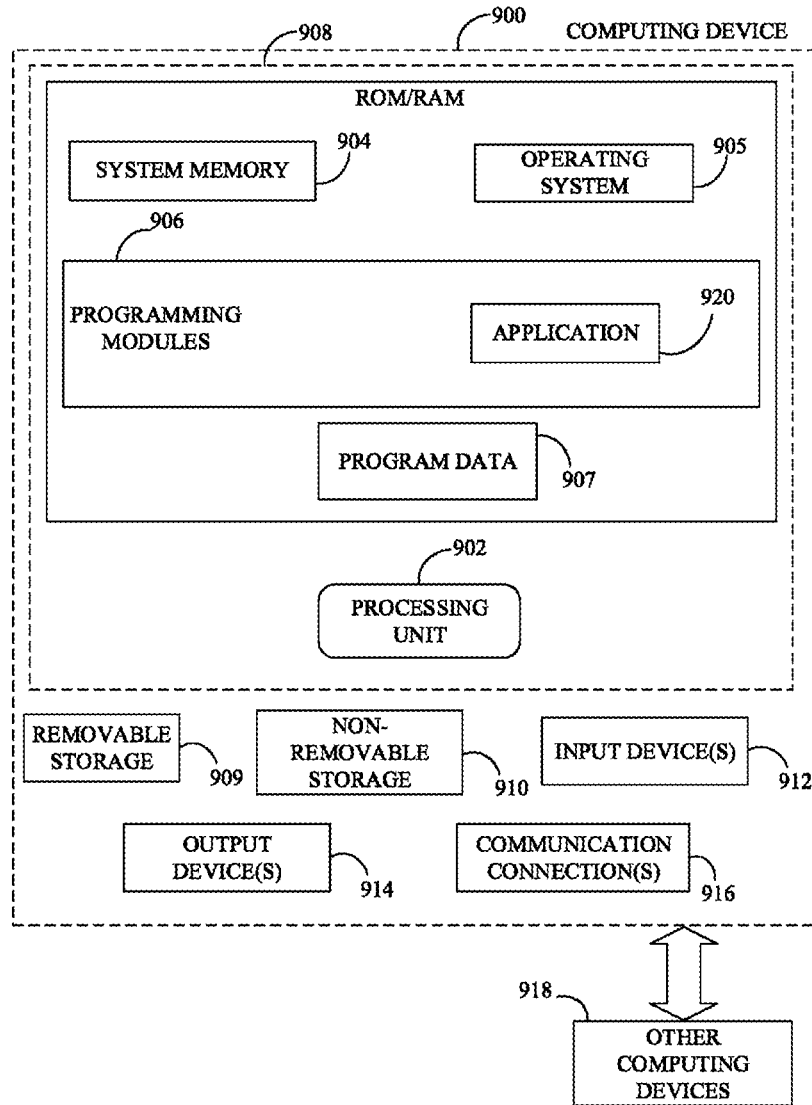 900
COMPUTING DEVICE
908
ROM/RAM
SYSTEM MEMORY
904
OPERATING
SYSTEM
905
906
PROGRAMMING
MODULES
APPLICATION
920
PROGRAM DATA
907
902
PROCESSING
UNIT
REMOVABLE
STORAGE
909
NON-
REMOVABLE
STORAGE
910
INPUT DEVICE(S)
912
OUTPUT
DEVICE(S)
914
COMMUNICATION
CONNECTION(S)
916
918
OTHER
COMPUTING
DEVICES